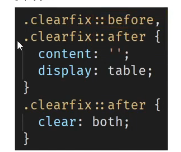 .clearfix::before,
.clearfix::after {
  content: '';
  display: table;
}
.clearfix::after {
  clear: both;
}